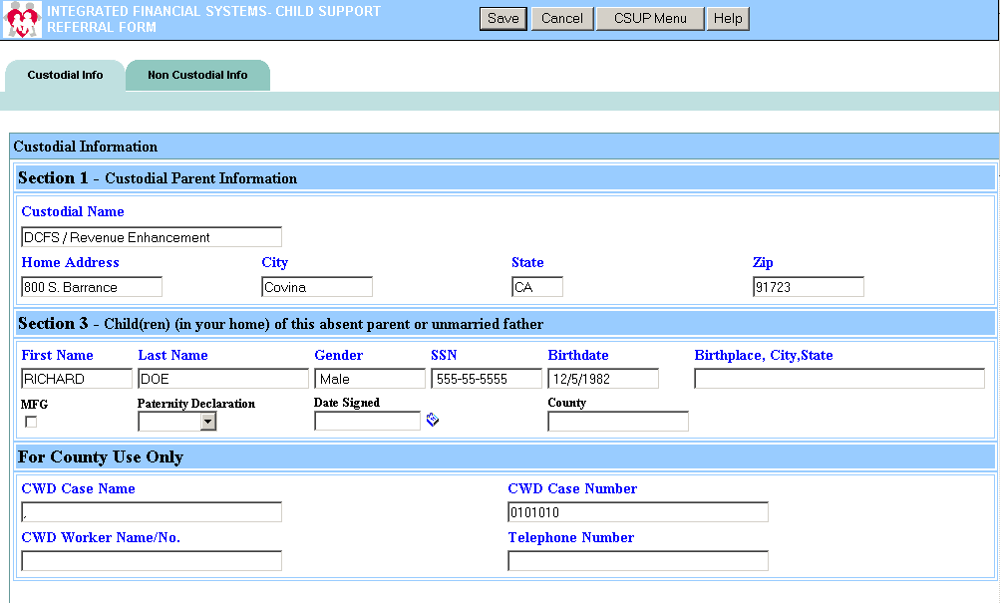 INTEGRATED FINANCIAL SYSTEMS- CHILD SUPPORT
REFERRAL FORM
Save Cancel CSUP Menu Help
Custodial Info Non Custodial Info
Custodial Information
Section 1 - Custodial Parent Information
Custodial Name
DCFS / Revenue Enhancement
Home Address City State Zip
800 S. Barrance Covina CA 91723
Section 3 - Child(ren) (in your home) of this absent parent or unmarried father
First Name Last Name Gender SSN Birthdate Birthplace, City,State
RICHARD DOE Male 555-55-5555 12/5/1982
MFG Paternity Declaration Date Signed County
For County Use Only
CWD Case Name CWD Case Number
, 0101010
CWD Worker Name/No. Telephone Number